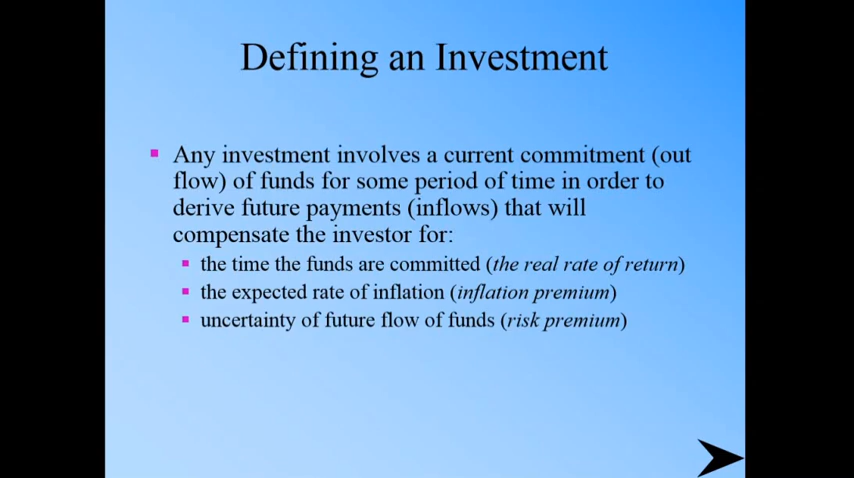 Defining an Investment
Any investment involves a current commitment (out
flow) of funds for some period of time in order to
derive future payments (inflows) that will
compensate the investor for:
the time the funds are committed (the real rate of return)
the expected rate of inflation (inflation premium)
uncertainty of future flow of funds (risk premium)